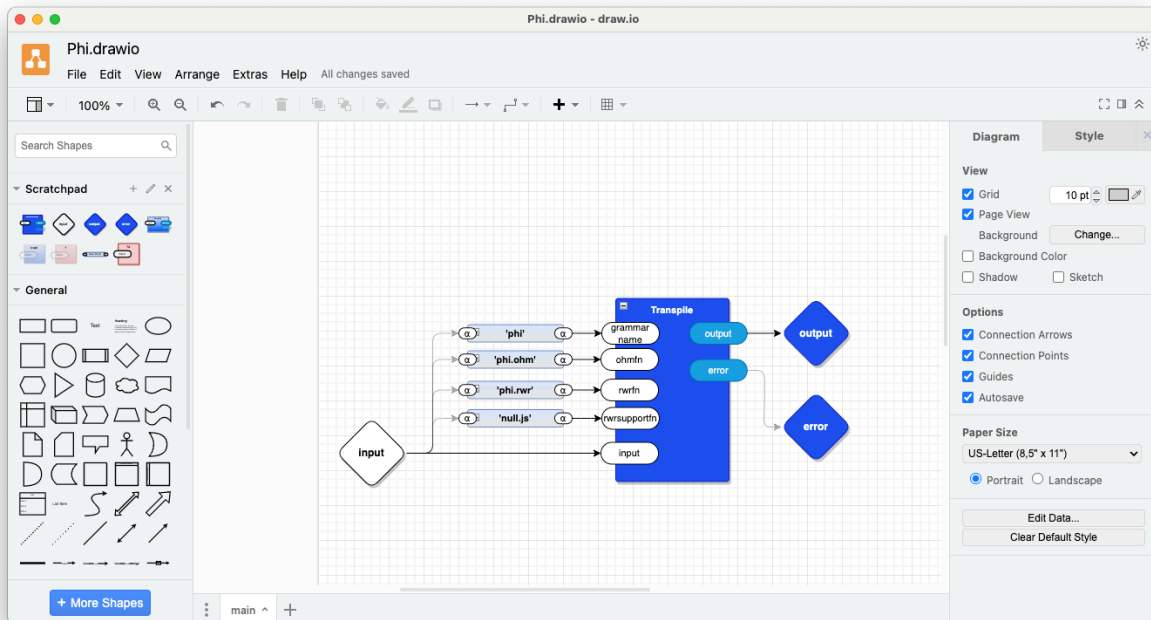 Phi.drawio - draw.io
Phi.drawio
File Edit View Arrange Extras Help All changes saved
100%
Search Shapes
Scratchpad
General
Text
Heading
List Item
+ More Shapes
main
Transpile
grammar
name
ohmfn
rwrfn
rwrsupportfn
input
output
error
α 'phi' α
α 'phi.ohm' α
α 'phi.rwr' α
α 'null.js' α
input
output
error
Diagram Style
View
Grid 10 pt
Page View
Background Change...
Background Color
Shadow Sketch
Options
Connection Arrows
Connection Points
Guides
Autosave
Paper Size
US-Letter (8,5" x 11")
Portrait Landscape
Edit Data...
Clear Default Style